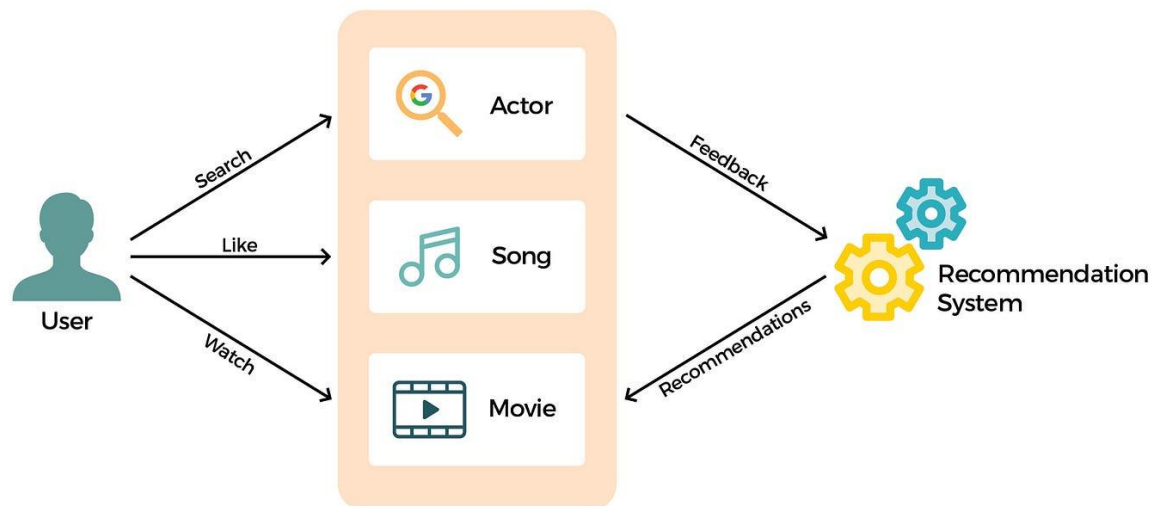 Actor
Search
Feedback
Like
Song
User
Recommendation
System
Watch
Recommendations
Movie